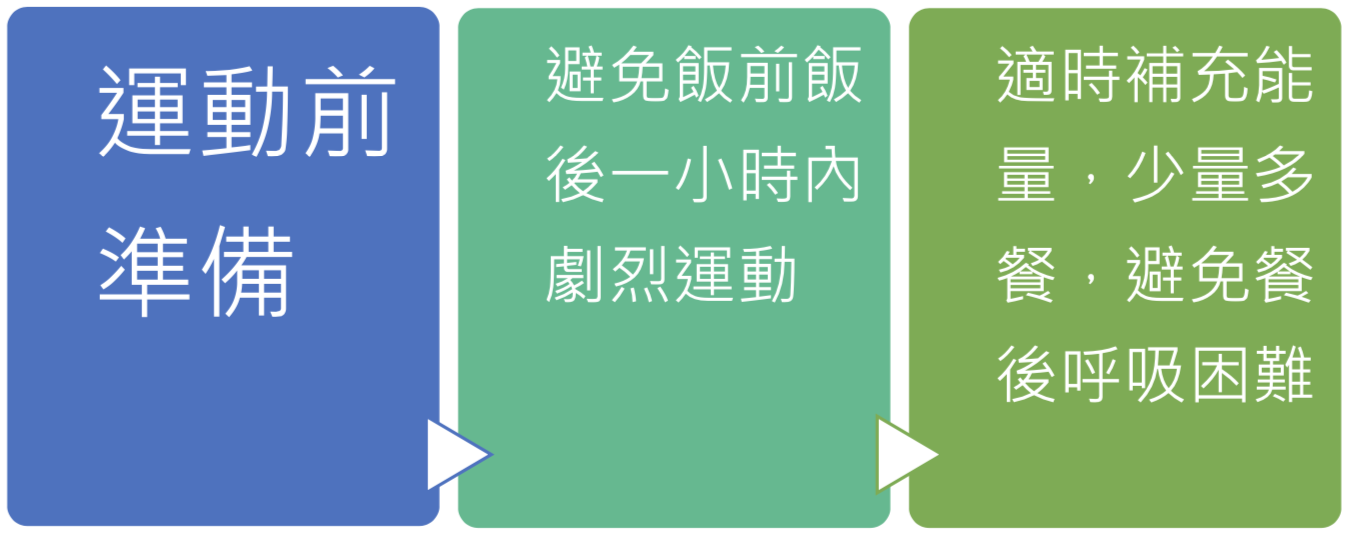 運動前
準備
避免飯前飯
後一小時內
劇烈運動
適時補充能
量，少量多
餐，避免餐
後呼吸困難